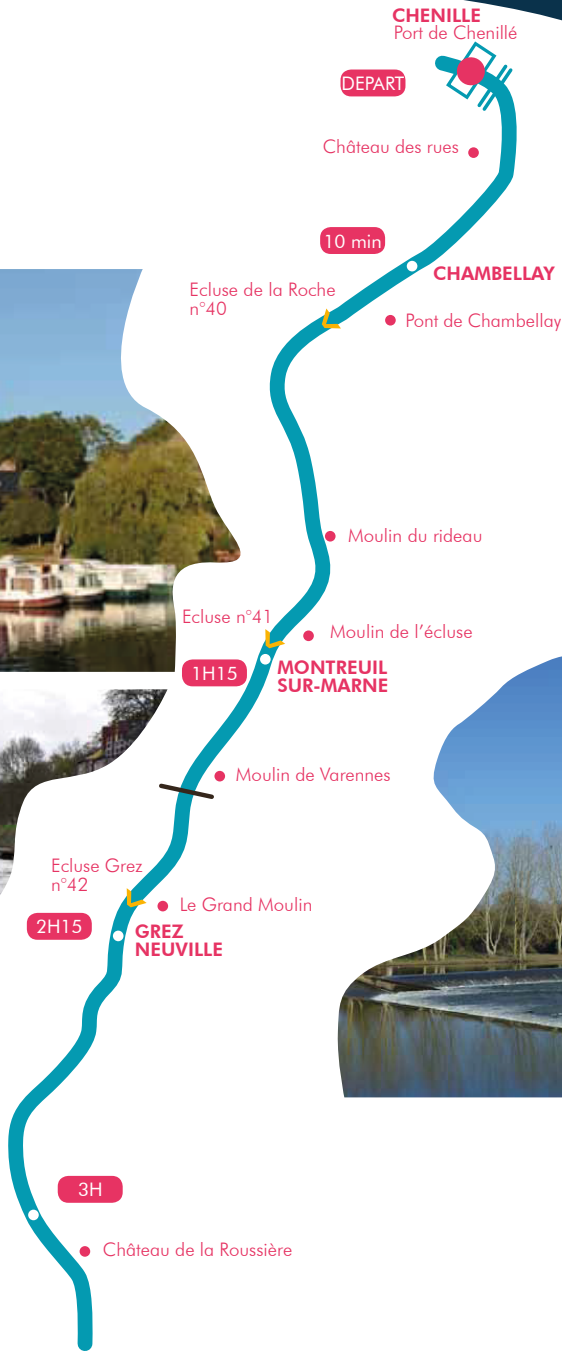 CHENILLE
Port de Chenillé
DEPART
Château des rues
10 min
CHAMBELLAY
Ecluse de la Roche
n°40
Pont de Chambellay
Moulin du rideau
Ecluse n°41
Moulin de l’écluse
1H15
MONTREUIL
SUR-MARNE
Moulin de Varennes
Ecluse Grez
n°42
Le Grand Moulin
2H15
GREZ
NEUVILLE
3H
Château de la Roussière